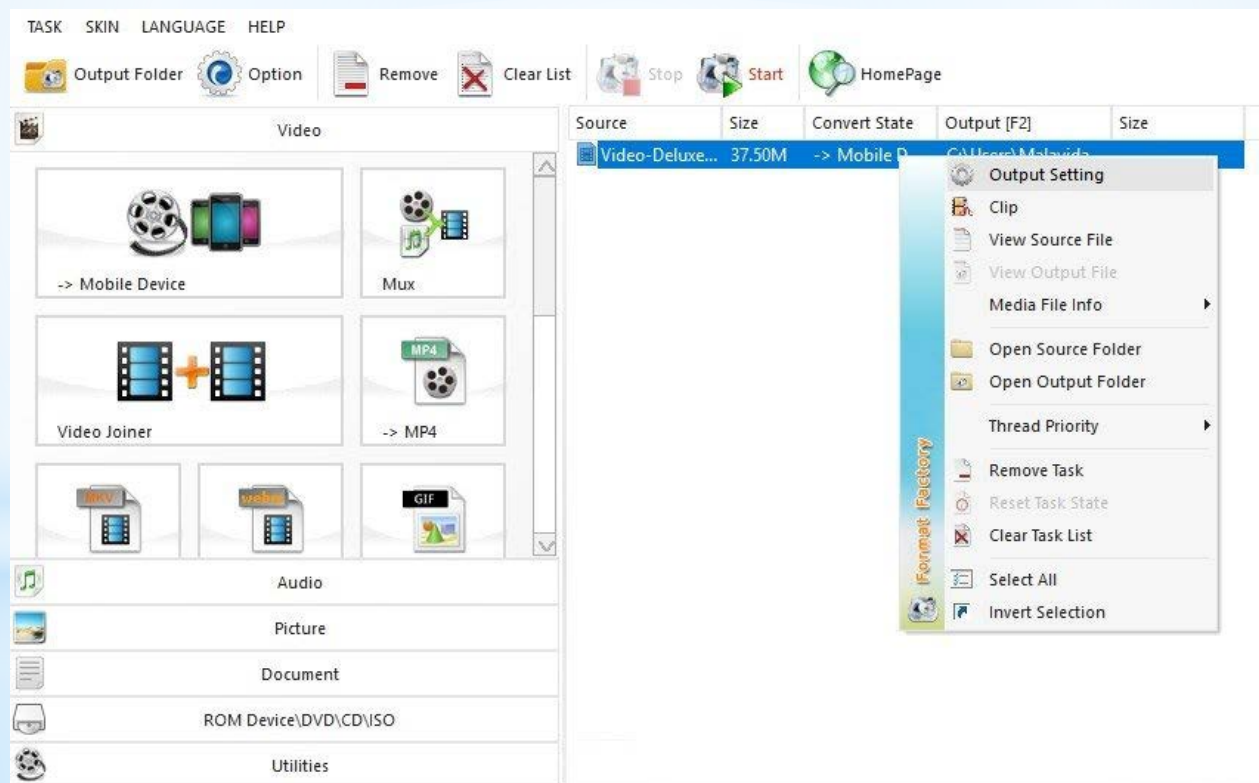 TASK SKIN LANGUAGE HELP
Output Folder Option Remove Clear List Stop Start HomePage
Video
-> Mobile Device
Mux
Video Joiner
MP4
-> MP4
MKV
webm
GIF
Audio
Picture
Document
ROM Device\DVD\CD\ISO
Utilities
Source Size Convert State Output [F2] Size
Video-Deluxe... 37.50M -> Mobile D C:\Users\Malavida
Output Setting
Clip
View Source File
View Output File
Media File Info
Open Source Folder
Open Output Folder
Thread Priority
Remove Task
Reset Task State
Clear Task List
Select All
Invert Selection
Format Factory